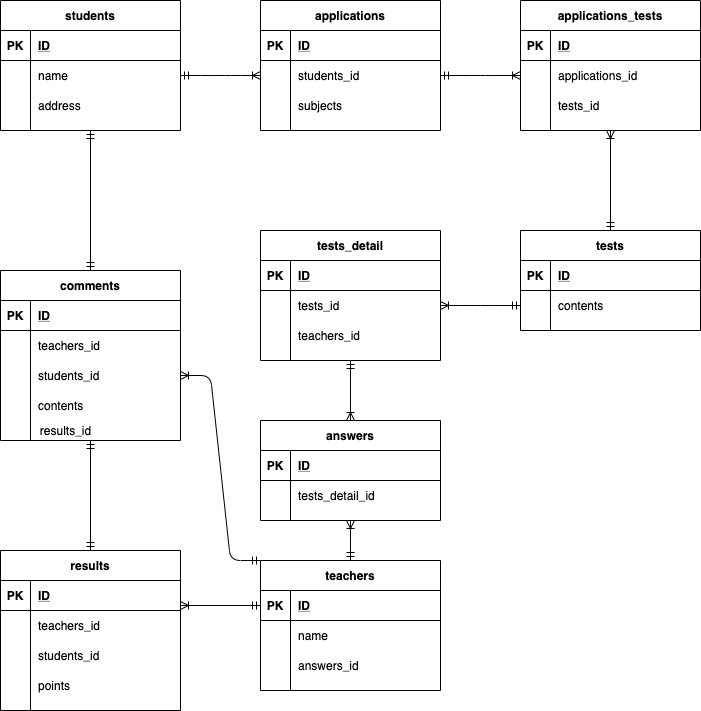 students
PK ID
name
address
applications
PK ID
students_id
subjects
applications_tests
PK ID
applications_id
tests_id
tests_detail
PK ID
tests_id
teachers_id
tests
PK ID
contents
comments
PK ID
teachers_id
students_id
contents
results_id
answers
PK ID
tests_detail_id
results
PK ID
teachers_id
students_id
points
teachers
PK ID
name
answers_id